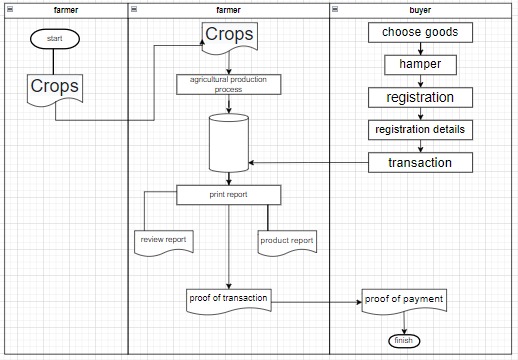 farmer
farmer
buyer
start
Crops
Crops
agricultural production
process
print report
review report
product report
proof of transaction
choose goods
hamper
registration
registration details
transaction
proof of payment
finish